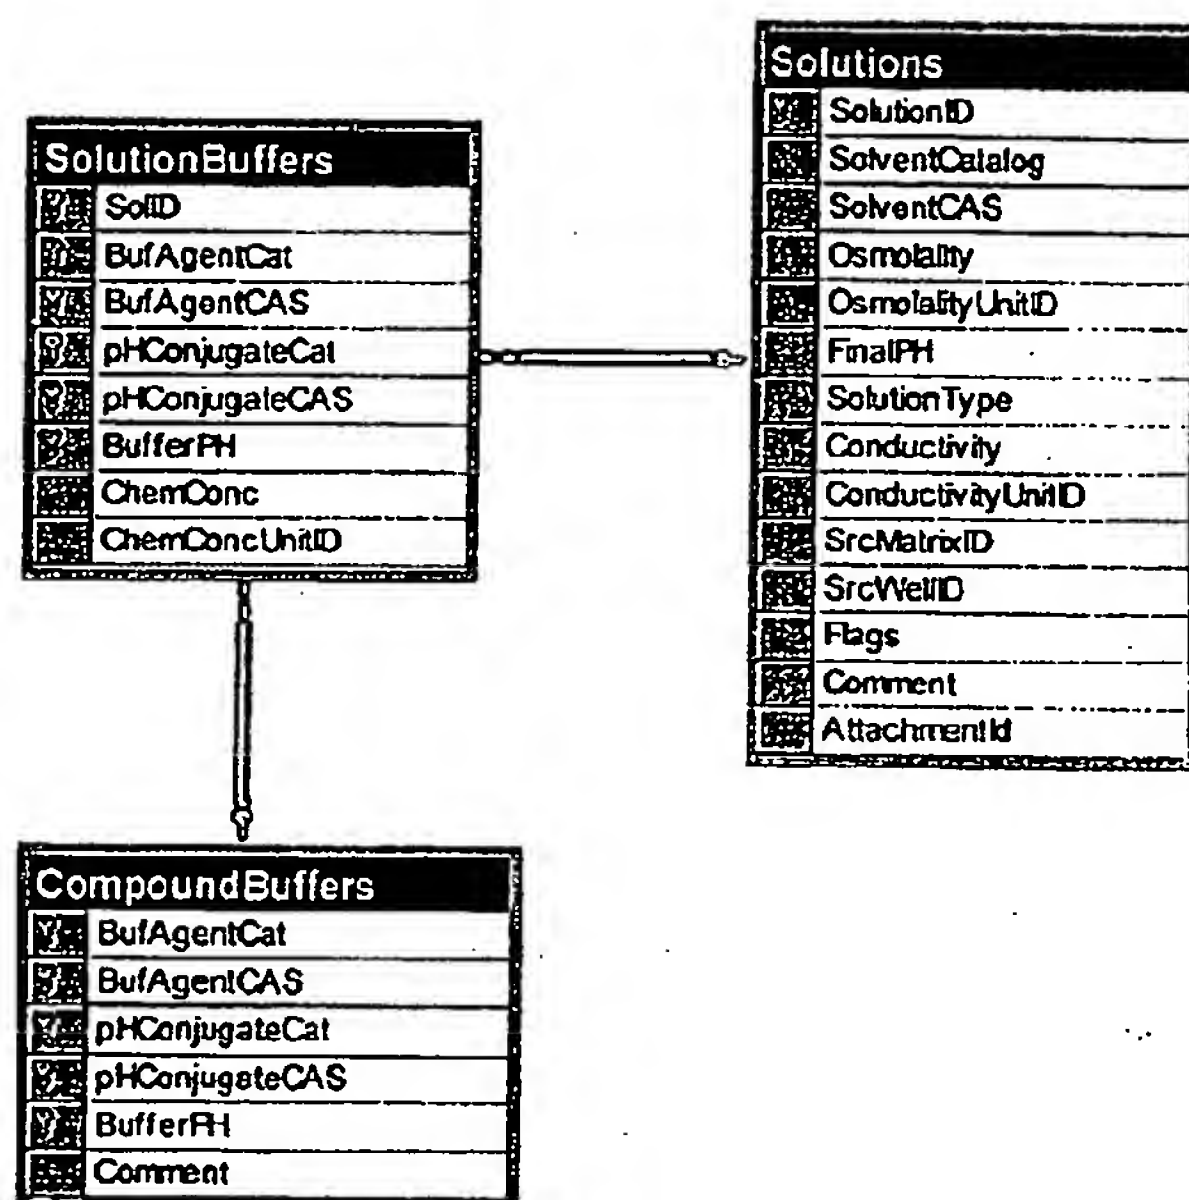 SolutionBuffers
SolID
BufAgentCat
BufAgentCAS
pHConjugateCat
pHConjugateCAS
BufferPH
ChemConc
ChemConcUnitID
Solutions
SolutionID
SolventCatalog
SolventCAS
Osmolality
OsmolalityUnitID
FinalPH
SolutionType
Conductivity
ConductivityUnitID
SrcMatrixID
SrcWellID
Flags
Comment
AttachmentId
CompoundBuffers
BufAgentCat
BufAgentCAS
pHConjugateCat
pHConjugateCAS
BufferPH
Comment